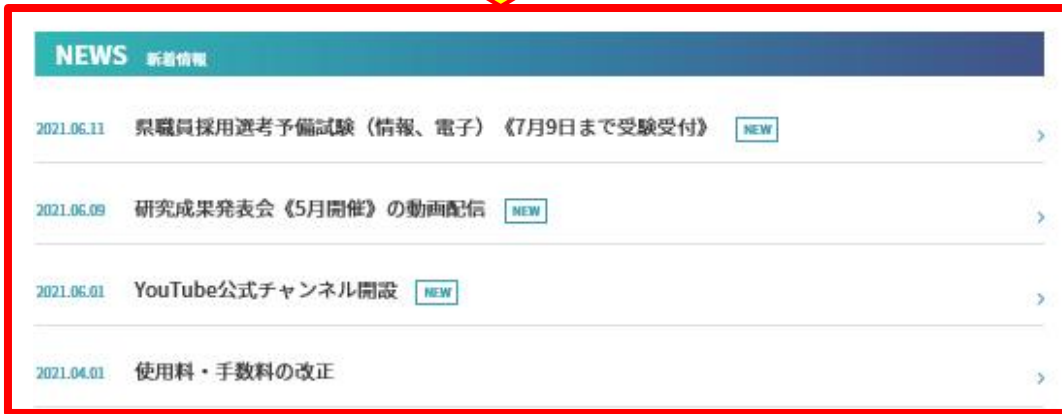 NEWS 新着情報
2021.06.11 県職員採用選考予備試験（情報、電子）《7月9日まで受験受付》 NEW
2021.06.09 研究成果発表会《5月開催》の動画配信 NEW
2021.06.01 YouTube公式チャンネル開設 NEW
2021.04.01 使用料・手数料の改正